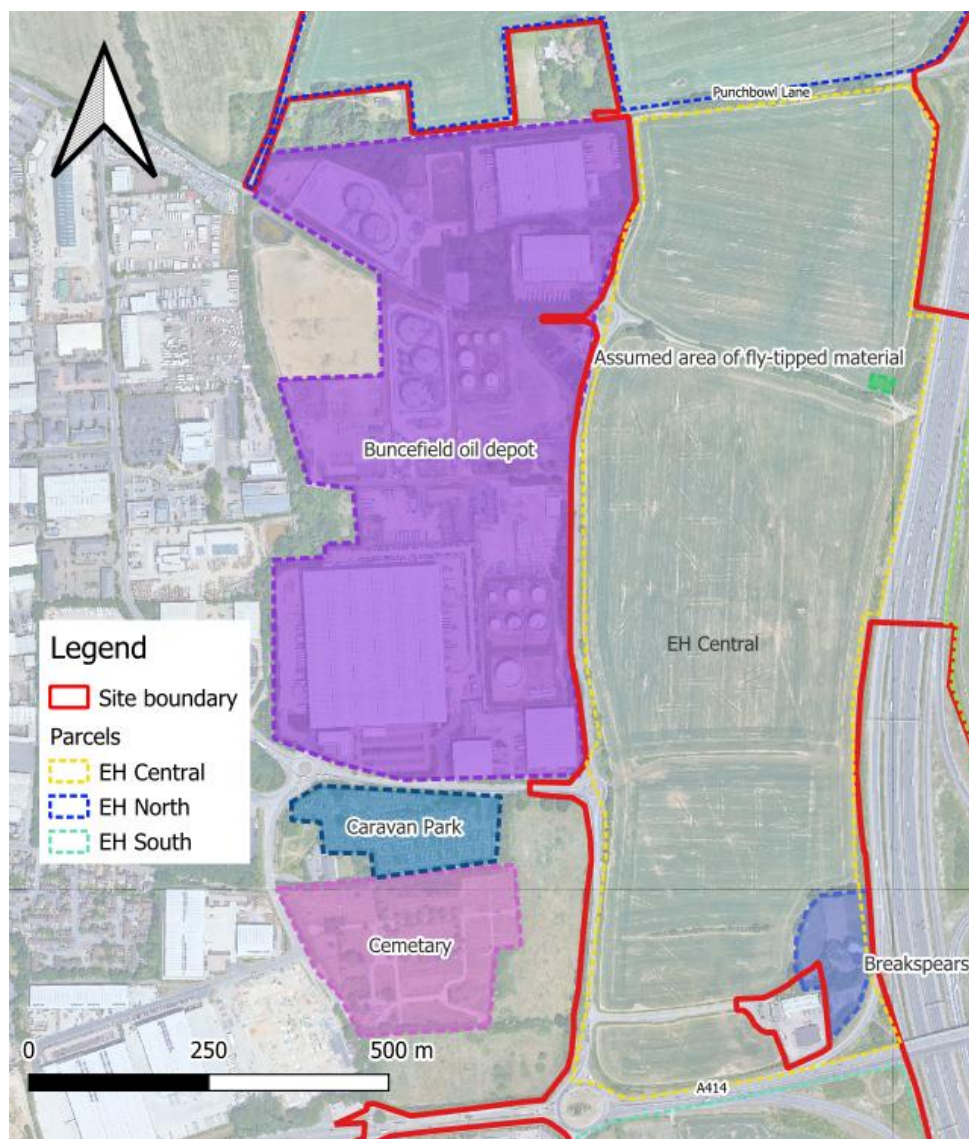 Punchbowl Lane
Assumed area of fly-tipped material
Buncefield oil depot
EH Central
Legend
Site boundary
Parcels
EH Central
EH North
EH South
Caravan Park
Cemetary
Breakspears
0 250 500 m
A414